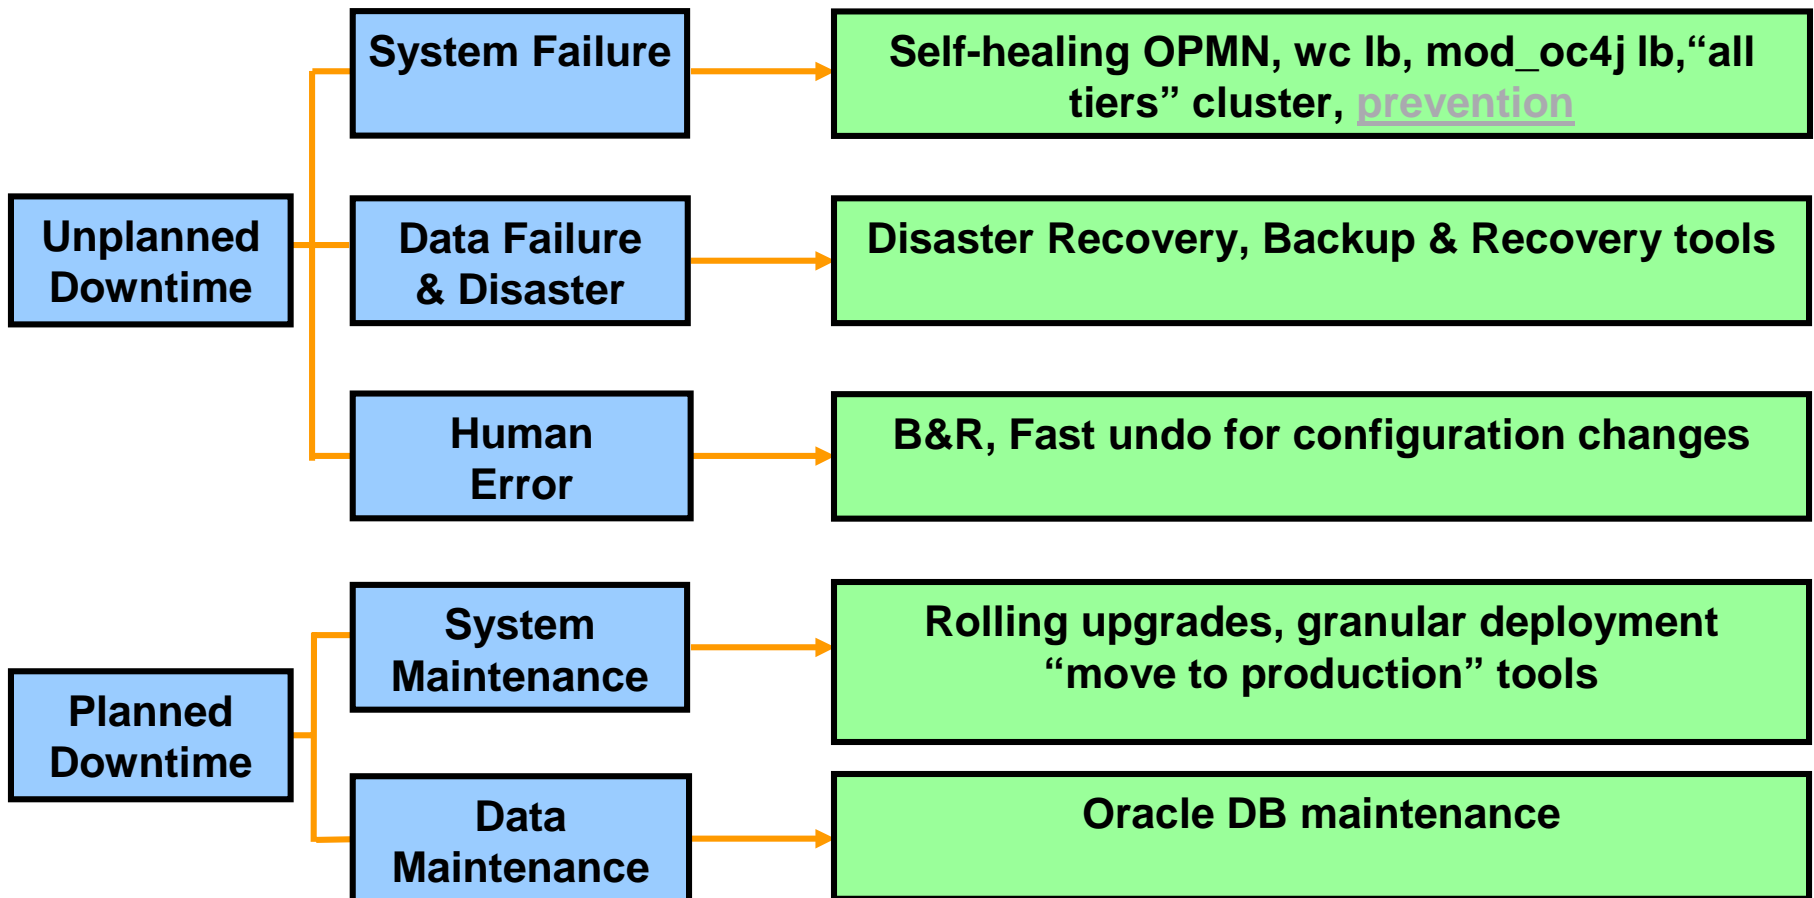 System Failure
Self-healing OPMN, wc lb, mod_oc4j lb,“all
tiers” cluster, prevention
Unplanned
Downtime
Data Failure
& Disaster
Disaster Recovery, Backup & Recovery tools
Human
Error
B&R, Fast undo for configuration changes
Planned
Downtime
System
Maintenance
Rolling upgrades, granular deployment
“move to production” tools
Data
Maintenance
Oracle DB maintenance